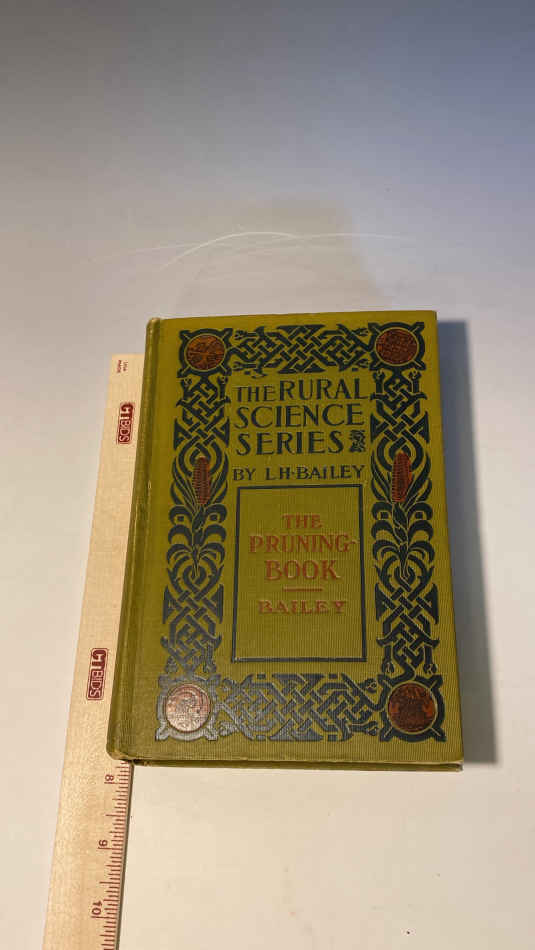 THE RURAL
SCIENCE
SERIES
BY L·H·BAILEY
THE
PRUNING-
BOOK
BAILEY
CTBIDS
CTBIDS
8
9
10